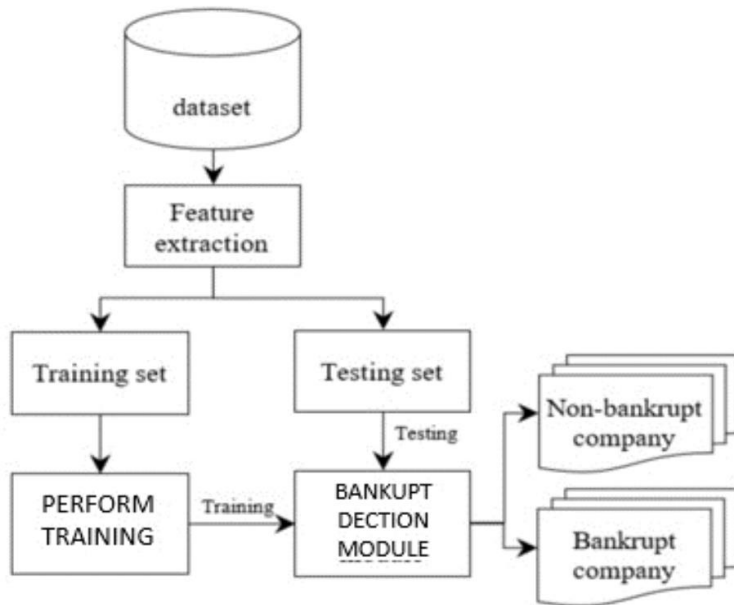 dataset
Feature
extraction
Training set
Testing set
Testing
Non-bankrupt
company
PERFORM
TRAINING
Training
BANKUPT
DECTION
MODULE
Bankrupt
company